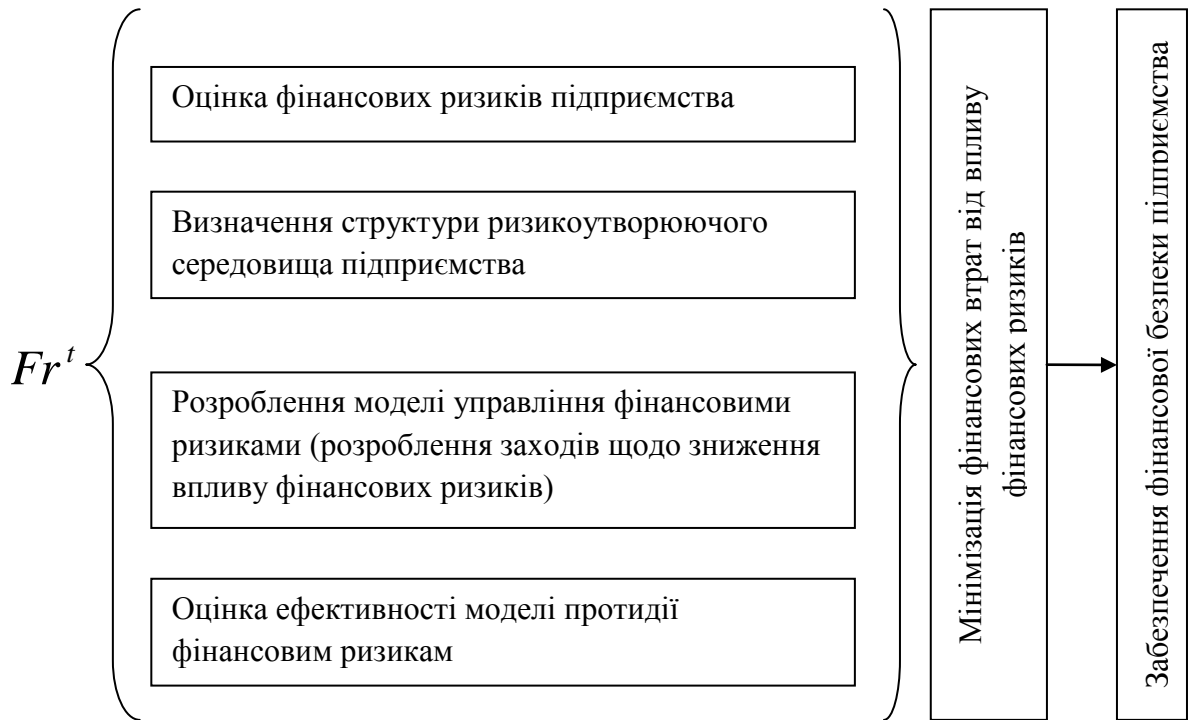 Оцінка фінансових ризиків підприємства
Визначення структури ризикоутворюючого
середовища підприємства
Fr^t
Розроблення моделі управління фінансовими
ризиками (розроблення заходів щодо зниження
впливу фінансових ризиків)
Оцінка ефективності моделі протидії
фінансовим ризикам
Мінімізація фінансових втрат від впливу
фінансових ризиків
Забезпечення фінансової безпеки підприємства